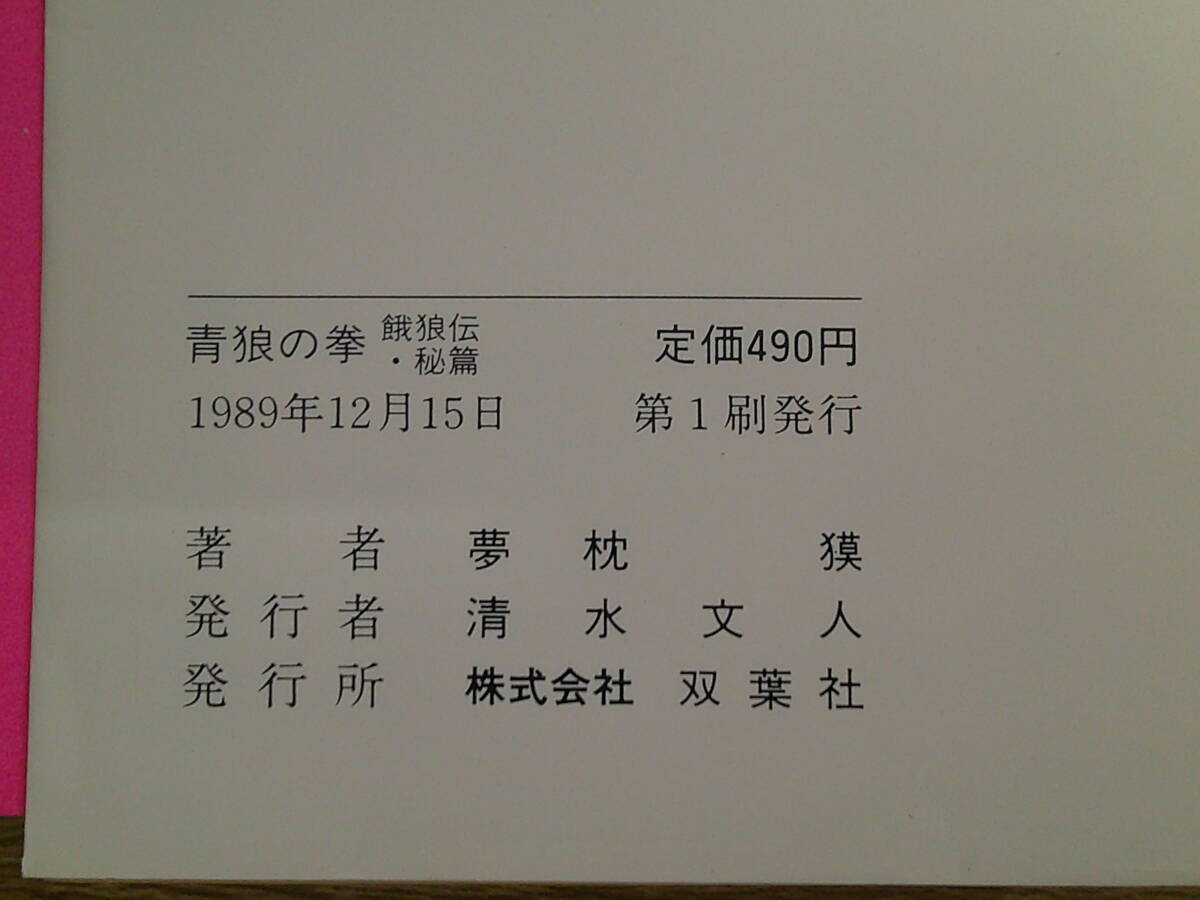 青狼の拳 餓狼伝・秘篇 定価490円
1989年12月15日 第1刷発行
著者 夢枕獏
発行者 清水文人
発行所 株式会社 双葉社